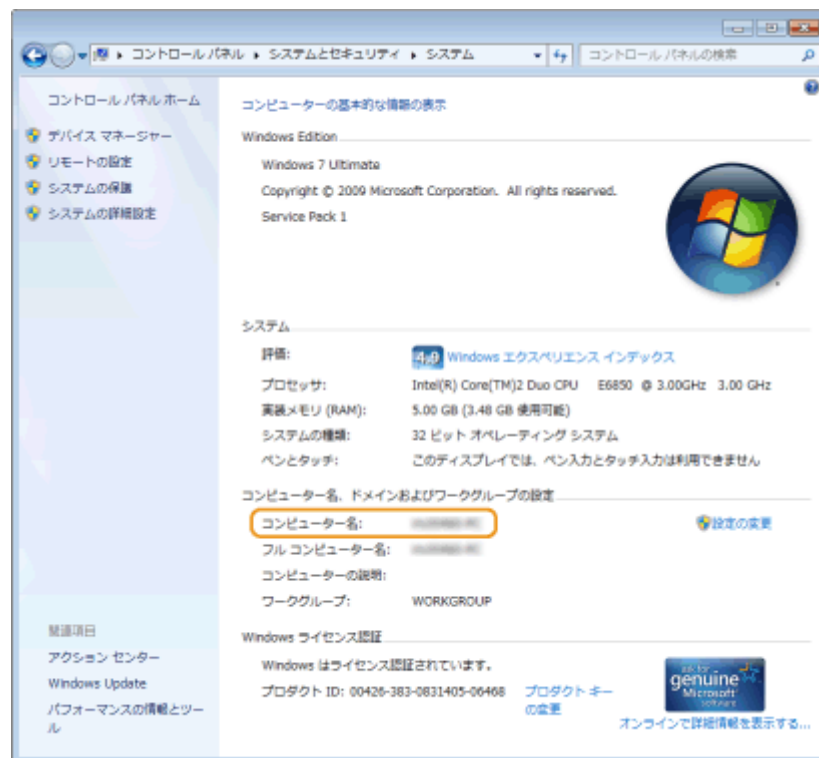 コントロール パネル ▸ システムとセキュリティ ▸ システム
コントロール パネルの検索
コントロール パネル ホーム
デバイス マネージャー
リモートの設定
システムの保護
システムの詳細設定
コンピューターの基本的な情報の表示
Windows Edition
Windows 7 Ultimate
Copyright © 2009 Microsoft Corporation. All rights reserved.
Service Pack 1
システム
評価: 4.9 Windows エクスペリエンス インデックス
プロセッサ: Intel(R) Core(TM)2 Duo CPU E6850 @ 3.00GHz 3.00 GHz
実装メモリ (RAM): 5.00 GB (3.48 GB 使用可能)
システムの種類: 32 ビット オペレーティング システム
ペンとタッチ: このディスプレイでは、ペン入力とタッチ入力は利用できません
コンピューター名、ドメインおよびワークグループの設定
コンピューター名: 設定の変更
フル コンピューター名:
コンピューターの説明:
ワークグループ: WORKGROUP
Windows ライセンス認証
Windows はライセンス認証されています。
プロダクト ID: 00426-383-0831405-06468 プロダクト キー
の変更
ask for
genuine
Microsoft
software
オンラインで詳細情報を表示する...
関連項目
アクション センター
Windows Update
パフォーマンスの情報とツー
ル